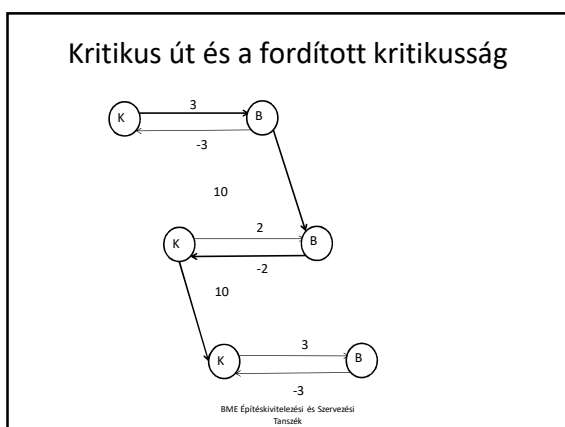 Kritikus út és a fordított kritikusság
3
K
B
-3
10
2
K
B
-2
10
3
K
B
-3
BME Építéskivitelezési és Szervezési
Tanszék